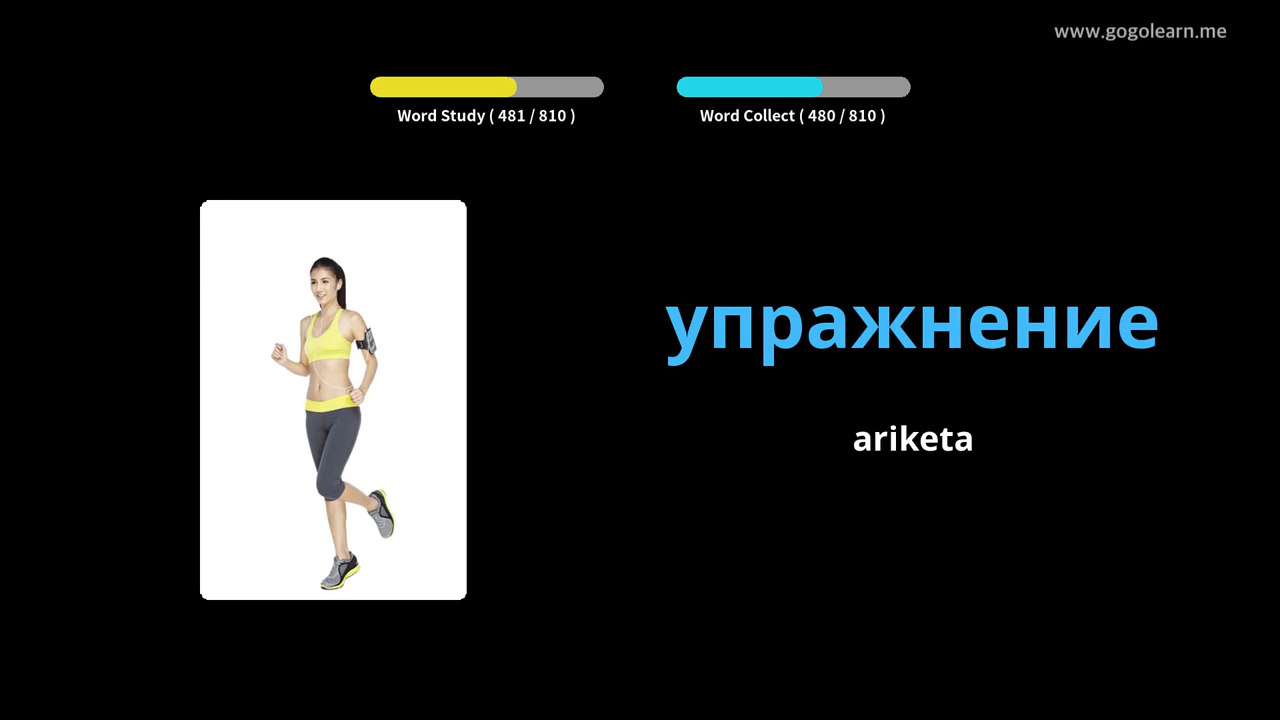 www.gogolearn.me
Word Study ( 481 / 810 )
Word Collect ( 480 / 810 )
упражнение
ariketa